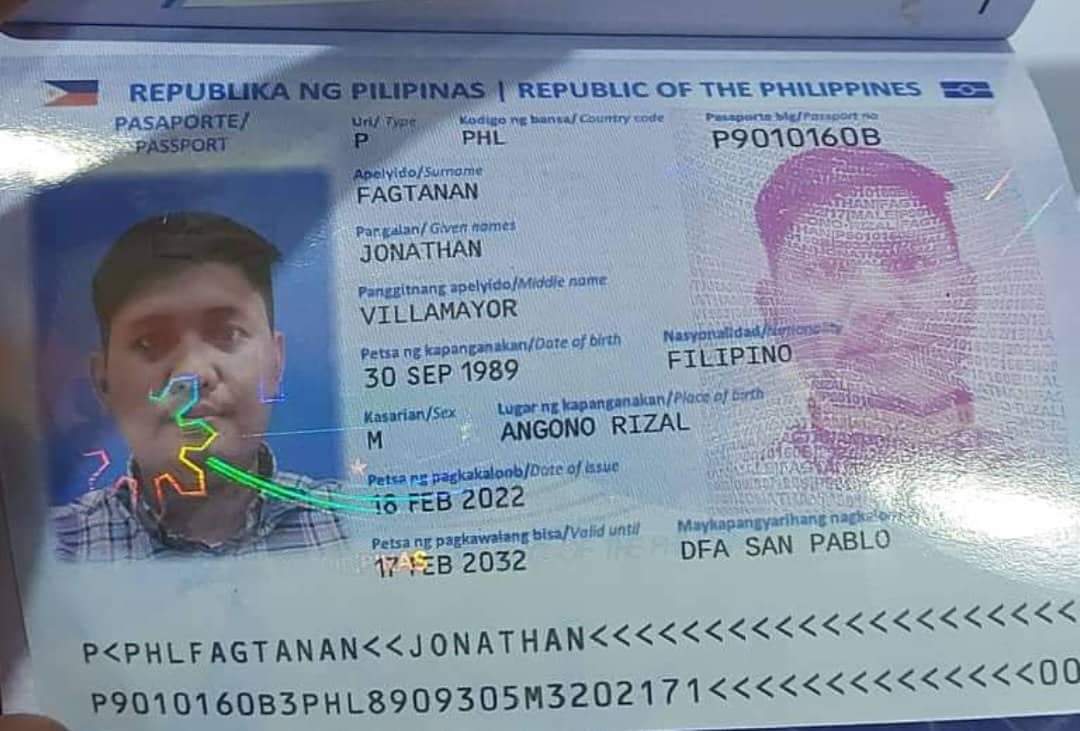 REPUBLIKA NG PILIPINAS | REPUBLIC OF THE PHILIPPINES
PASAPORTE/
PASSPORT
Uri/ Type
Kodigo ng bansa/ Country code
Pasaporte blg/Passport no
P
PHL
P9010160B
Apelyido/Surname
FAGTANAN
Pangalan/ Given names
JONATHAN
Panggitnang apelyido/Middle name
VILLAMAYOR
Petsa ng kapanganakan/Date of birth
Nasyonalidad/Nationality
30 SEP 1989
FILIPINO
Kasarian/Sex
Lugar ng kapanganakan/Place of birth
M
ANGONO RIZAL
Petsa ng pagkakaloob/Date of issue
18 FEB 2022
Petsa ng pagkawalang bisa/Valid until
Maykapangyarihang
17 FEB 2032
DFA SAN PABLO
P<PHLFAGTANAN<<JONATHAN<<<<<<<<<<<<<<<<<<<<<
P9010160B3PHL8909305M3202171<<<<<<<<<<<<<<00